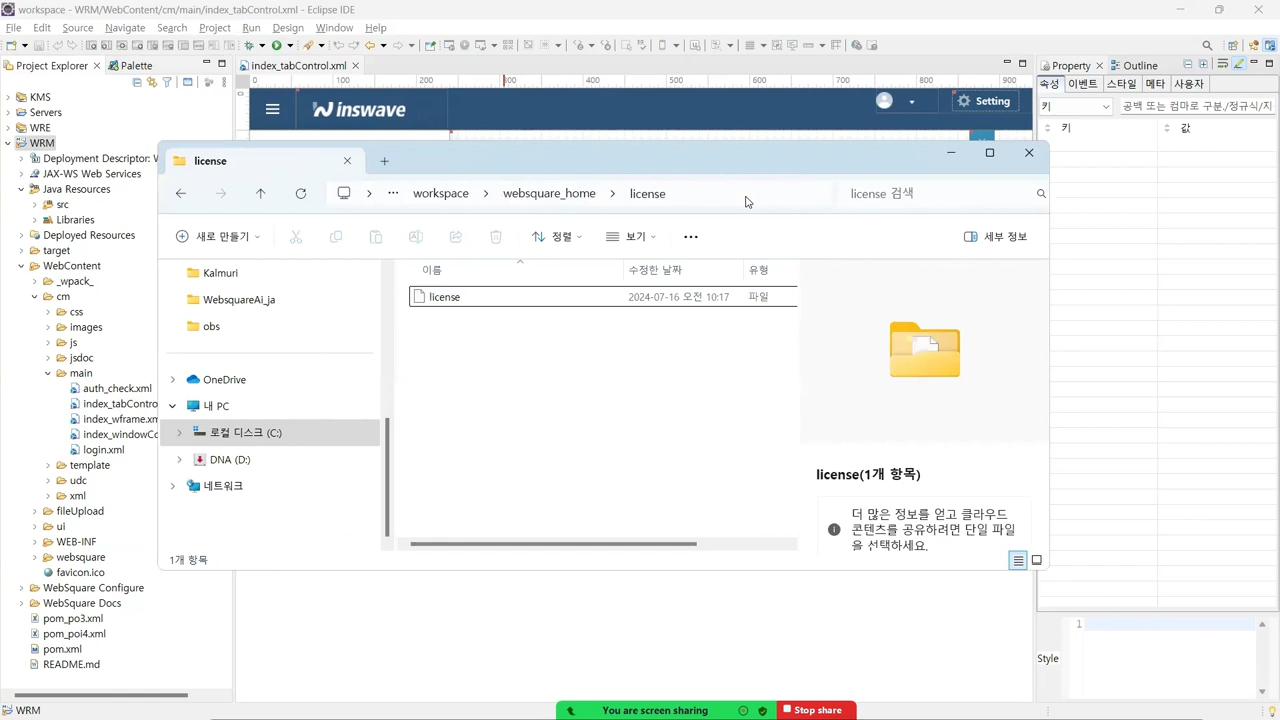 workspace - WRM/WebContent/cm/main/index_tabControl.xml - Eclipse IDE
File Edit Source Navigate Search Project Run Design Window Help
Project Explorer Palette
index_tabControl.xml
Property Outline
0 100 200 300 400 500 600 700 800 900
속성 이벤트 스타일 메타 사용자
키 공백 또는 컴마로 구분,/정규식/지
키 값
inswave
Setting
KMS
Servers
WRE
WRM
Deployment Descriptor: W
JAX-WS Web Services
Java Resources
src
Libraries
Deployed Resources
target
WebContent
_wpack_
cm
css
images
js
jsdoc
main
auth_check.xml
index_tabContro
index_wframe.xm
index_windowCo
login.xml
template
udc
xml
fileUpload
ui
WEB-INF
websquare
favicon.ico
WebSquare Configure
WebSquare Docs
pom_po3.xml
pom_poi4.xml
pom.xml
README.md
license
workspace websquare_home license
license 검색
새로 만들기 정렬 보기 세부 정보
Kalmuri
WebsquareAi_ja
obs
OneDrive
내 PC
로컬 디스크 (C:)
DNA (D:)
네트워크
이름 수정한 날짜 유형
license 2024-07-16 오전 10:17 파일
license(1개 항목)
더 많은 정보를 얻고 클라우드
콘텐츠를 공유하려면 단일 파일
을 선택하세요.
1개 항목
1
Style
WRM
You are screen sharing Stop share